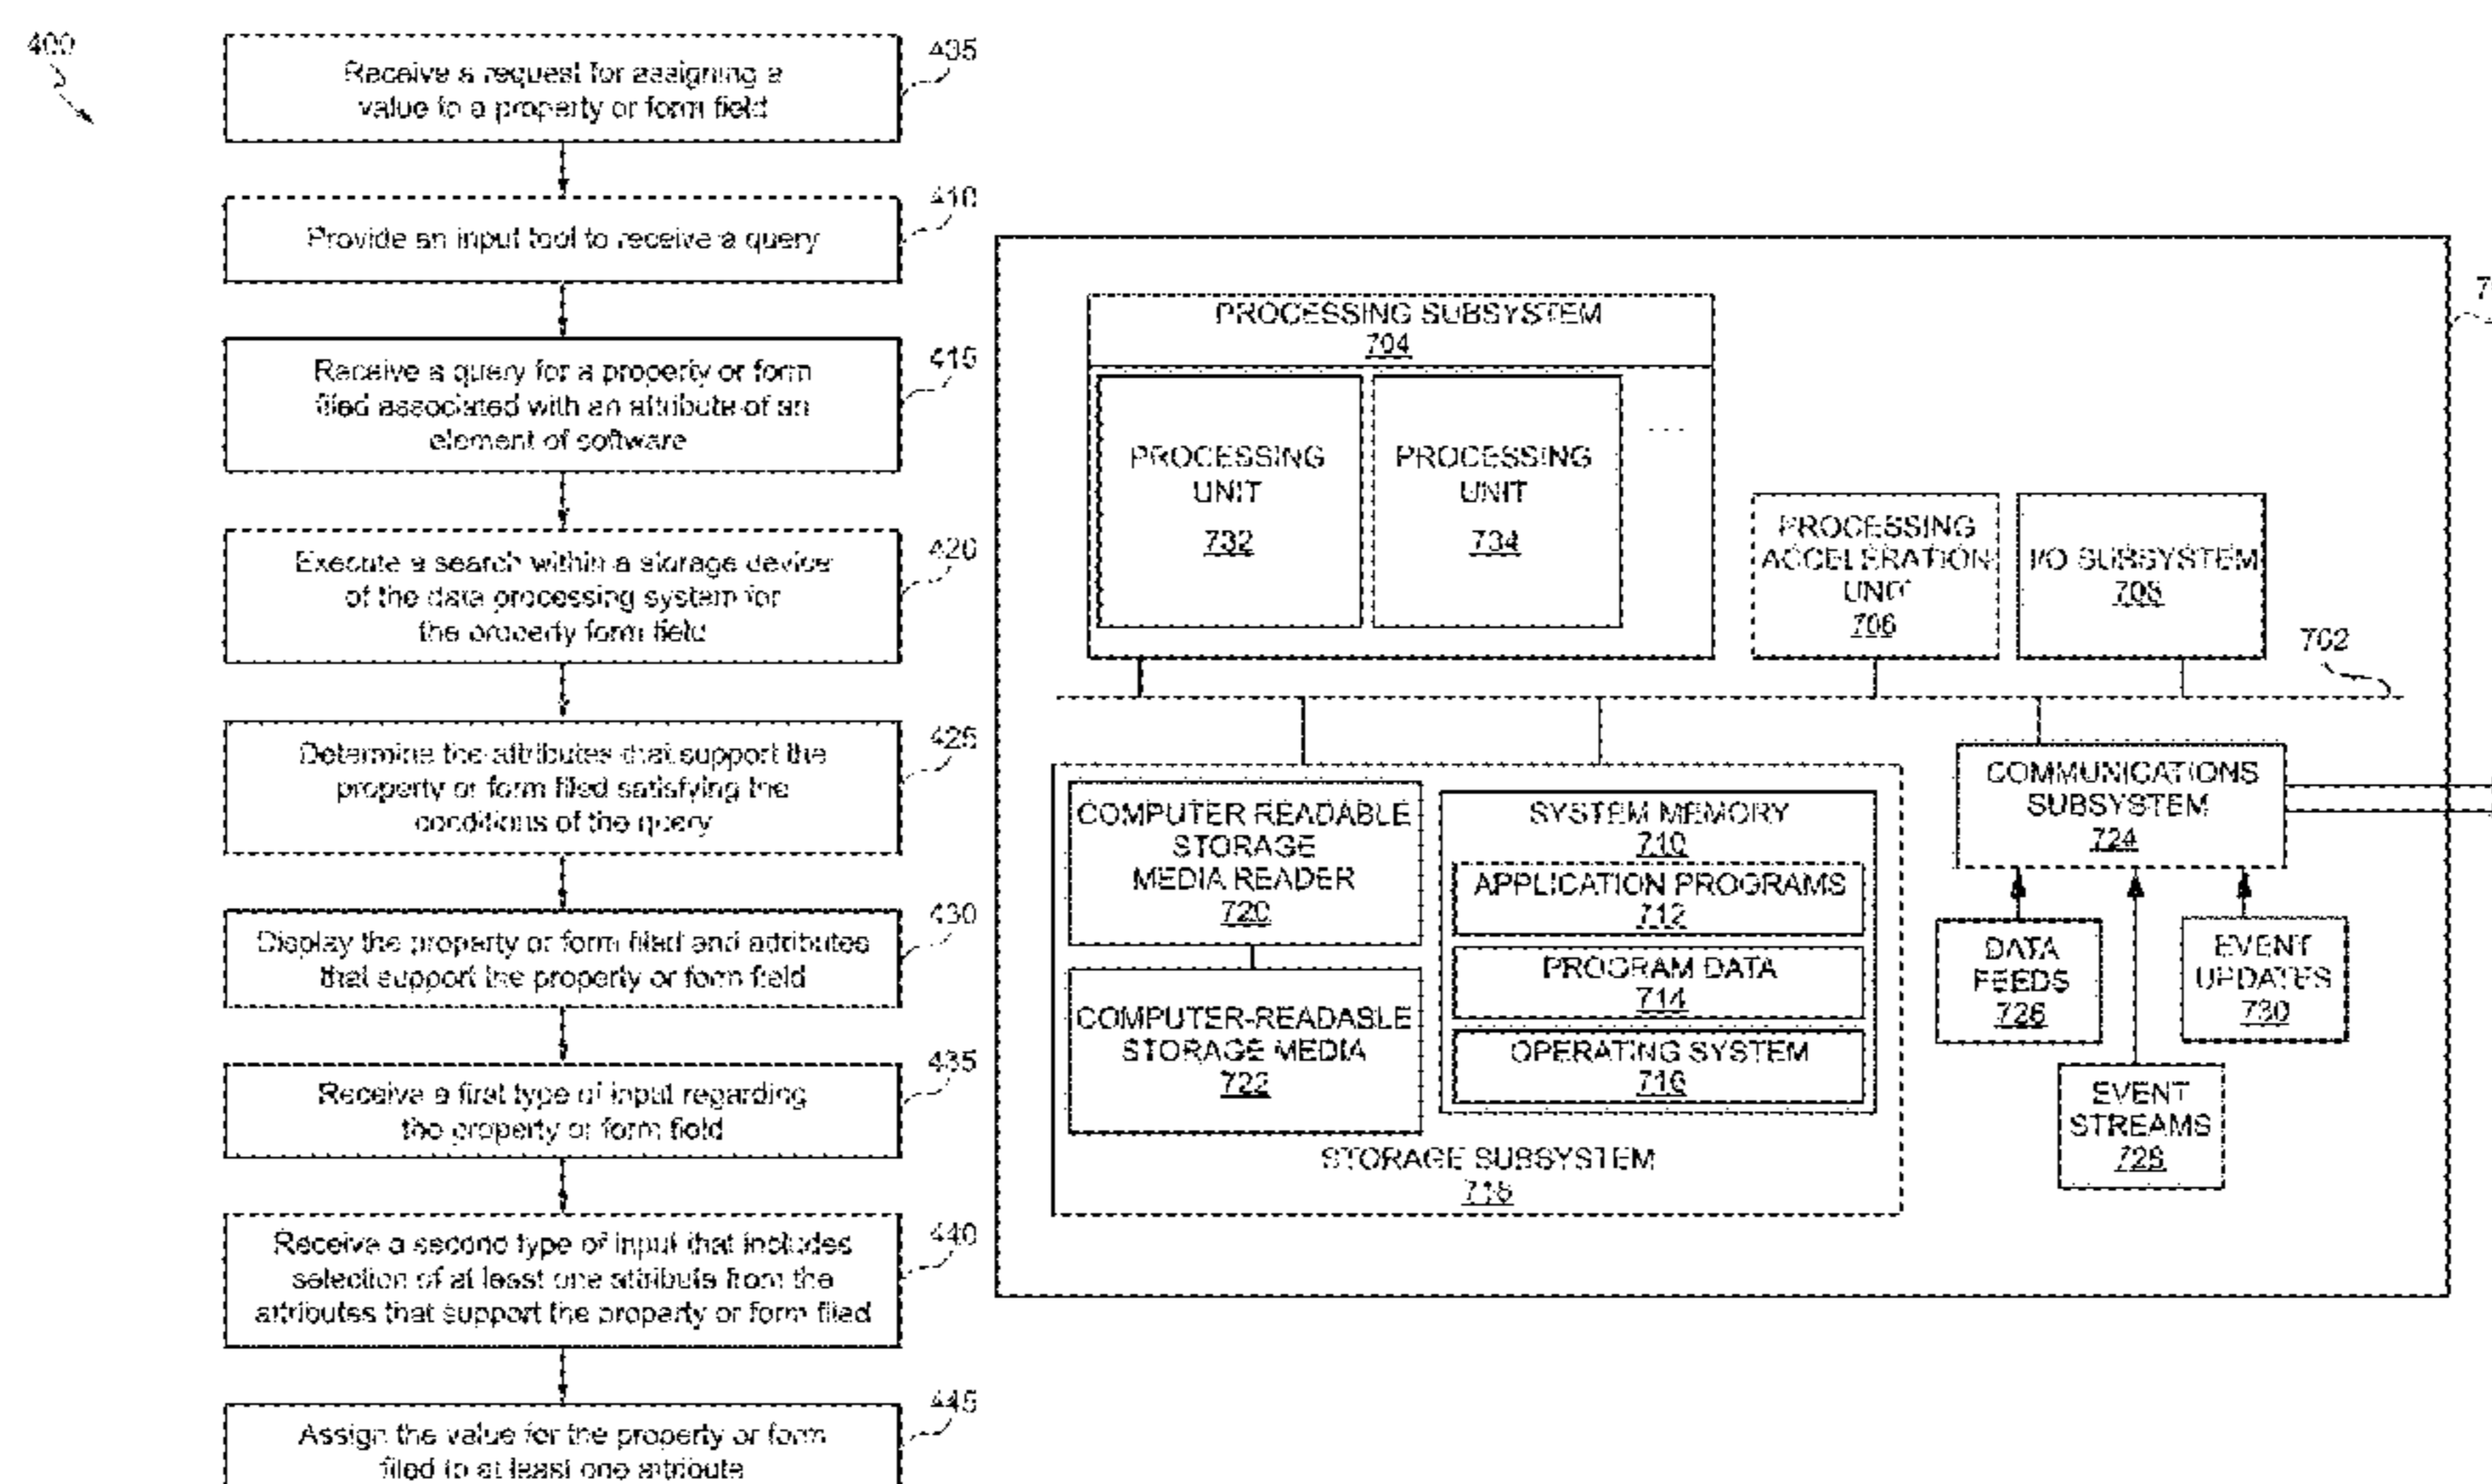 400
Receive a request for assigning a
value to a property or form field
405
Provide an input tool to receive a query
410
Receive a query for a property or form
filed associated with an attribute of an
element of software
415
Execute a search within a storage device
of the data processing system for
the property form field
420
Determine the attributes that support the
property or form filed satisfying the
conditions of the query
425
Display the property or form filed and attributes
that support the property or form field
430
Receive a first type of input regarding
the property or form field
435
Receive a second type of input that includes
selection of at least one attribute from the
attributes that support the property or form filed
440
Assign the value for the property or form
filed to at least one attribute
445
PROCESSING SUBSYSTEM
704
PROCESSING
UNIT
732
PROCESSING
UNIT
734
...
PROCESSING
ACCELERATION
UNIT
706
I/O SUBSYSTEM
708
702
COMPUTER READABLE
STORAGE
MEDIA READER
720
COMPUTER-READABLE
STORAGE MEDIA
722
SYSTEM MEMORY
710
APPLICATION PROGRAMS
712
PROGRAM DATA
714
OPERATING SYSTEM
716
STORAGE SUBSYSTEM
718
COMMUNICATIONS
SUBSYSTEM
724
DATA
FEEDS
726
EVENT
STREAMS
728
EVENT
UPDATES
730